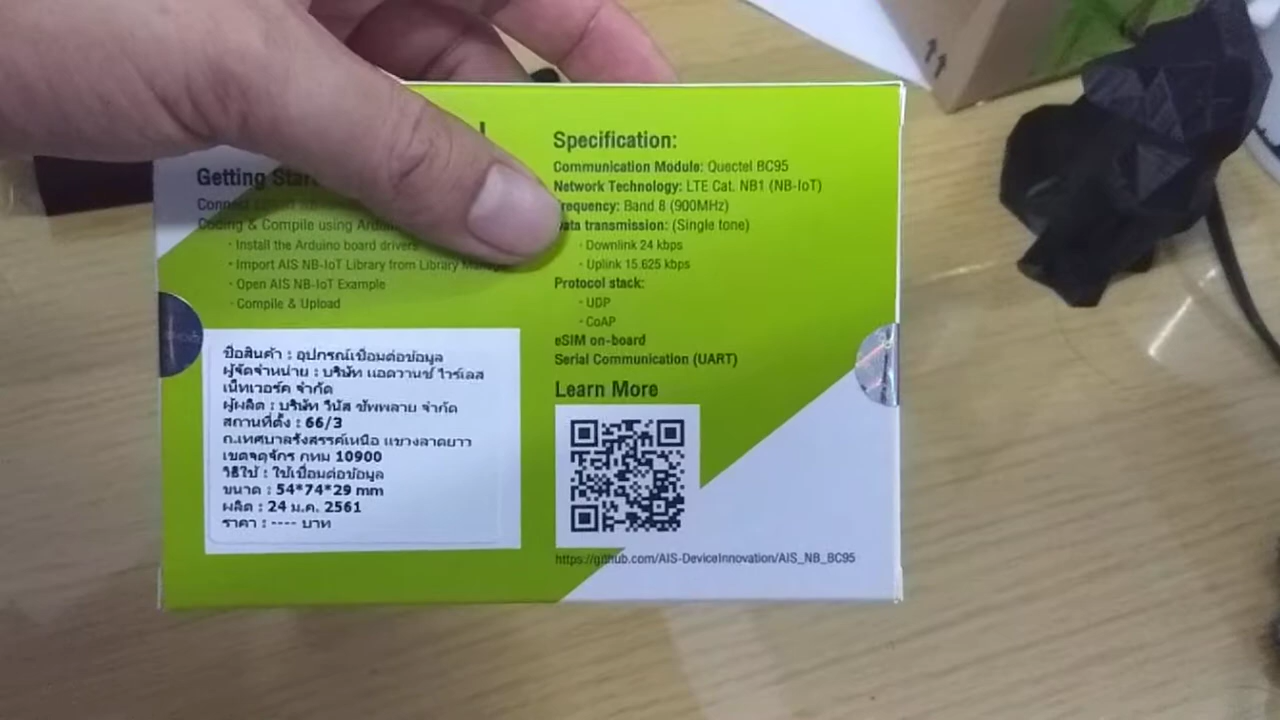 Getting
Coding & Compile using
· Install the Arduino board drivers
· Import AIS NB-IoT Library from Library
· Open AIS NB-IoT Example
· Compile & Upload
ชื่อสินค้า : อุปกรณ์เชื่อมต่อข้อมูล
ผู้จัดจำหน่าย : บริษัท แอดวานซ์ ไวร์เลส
เน็ทเวอร์ค จำกัด
ผู้ผลิต : บริษัท วีนัส ซัพพลาย จำกัด
สถานที่ตั้ง : 66/3
ถ.เทศบาลรังสรรค์เหนือ แขวงลาดยาว
เขตจตุจักร กทม 10900
วิธีใช้ : ใช้เชื่อมต่อข้อมูล
ขนาด : 54*74*29 mm
ผลิต : 24 ม.ค. 2561
ราคา : ---- บาท
Specification:
Communication Module: Quectel BC95
Network Technology: LTE Cat. NB1 (NB-IoT)
Band 8 (900MHz)
transmission: (Single tone)
· Downlink 24 kbps
· Uplink 15.625 kbps
Protocol stack:
· UDP
· CoAP
eSIM on-board
Serial Communication (UART)
Learn More
https://github.com/AIS-DeviceInnovation/AIS_NB_BC95